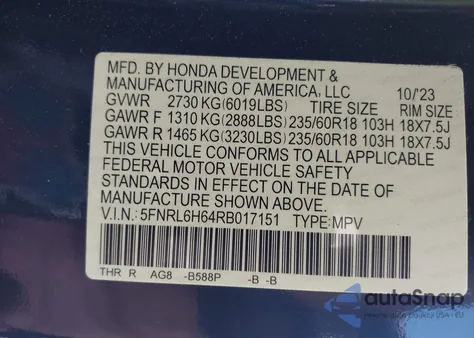 MFD. BY HONDA DEVELOPMENT &
MANUFACTURING OF AMERICA, LLC 10/'23
GVWR 2730 KG(6019LBS) TIRE SIZE RIM SIZE
GAWR F 1310 KG(2888LBS) 235/60R18 103H 18X7.5J
GAWR R 1465 KG(3230LBS) 235/60R18 103H 18X7.5J
THIS VEHICLE CONFORMS TO ALL APPLICABLE
FEDERAL MOTOR VEHICLE SAFETY
STANDARDS IN EFFECT ON THE DATE OF
MANUFACTURE SHOWN ABOVE.
V.I.N.: 5FNRL6H64RB017151 TYPE:MPV
THR R AG8 -B588P -B -B
autoSnap